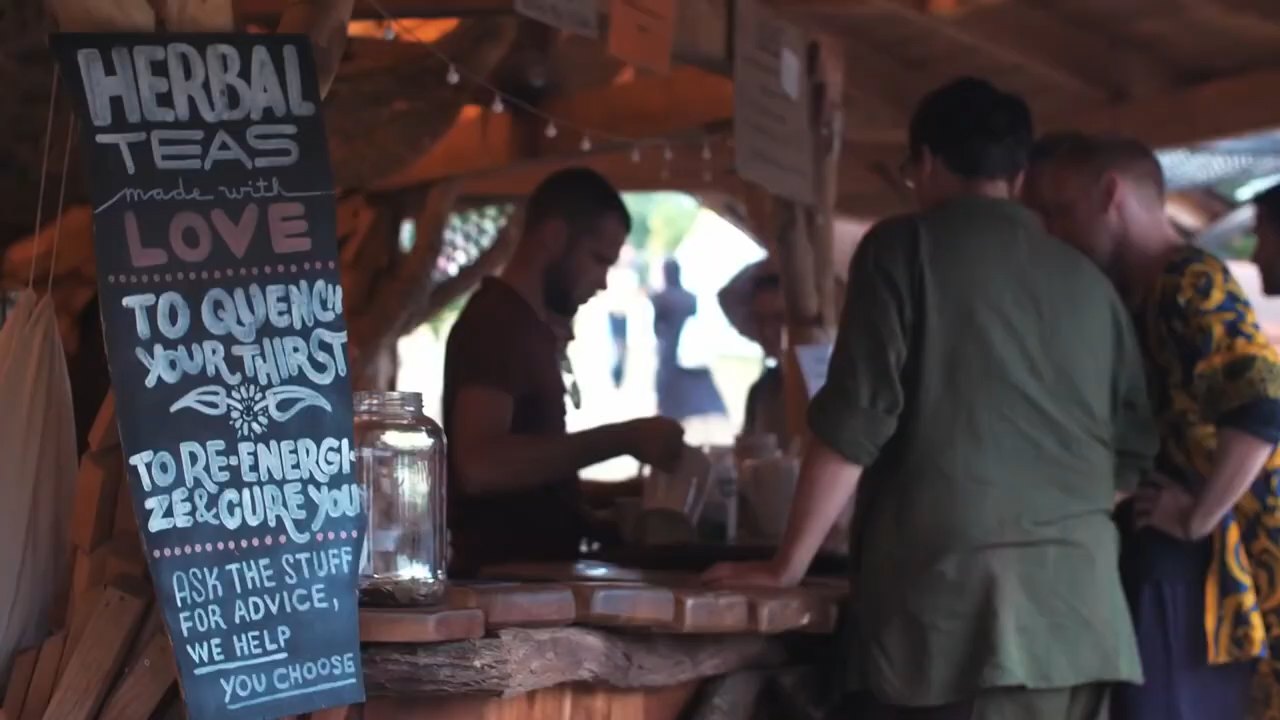 HERBAL
TEAS
made with
LOVE
TO QUENCH
YOUR THIRST
TO RE-ENERGI-
ZE & CURE YOU
ASK THE STUFF
FOR ADVICE,
WE HELP
YOU CHOOSE